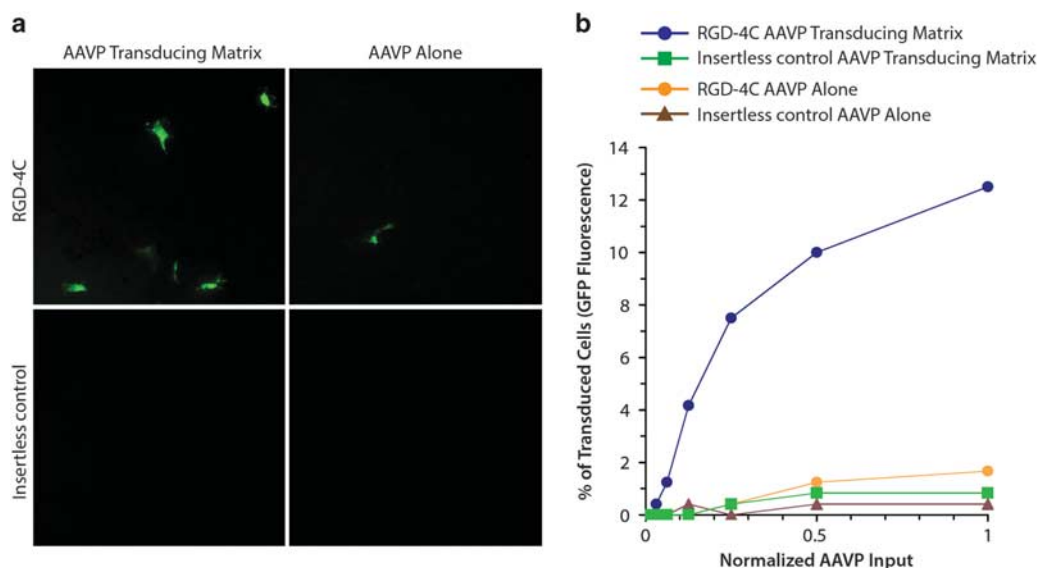 a
AAVP Transducing Matrix
AAVP Alone
RGD-4C
Insertless control
b
RGD-4C AAVP Transducing Matrix
Insertless control AAVP Transducing Matrix
RGD-4C AAVP Alone
Insertless control AAVP Alone
% of Transduced Cells (GFP Fluorescence)
14
12
10
8
6
4
2
0
0
0.5
1
Normalized AAVP Input